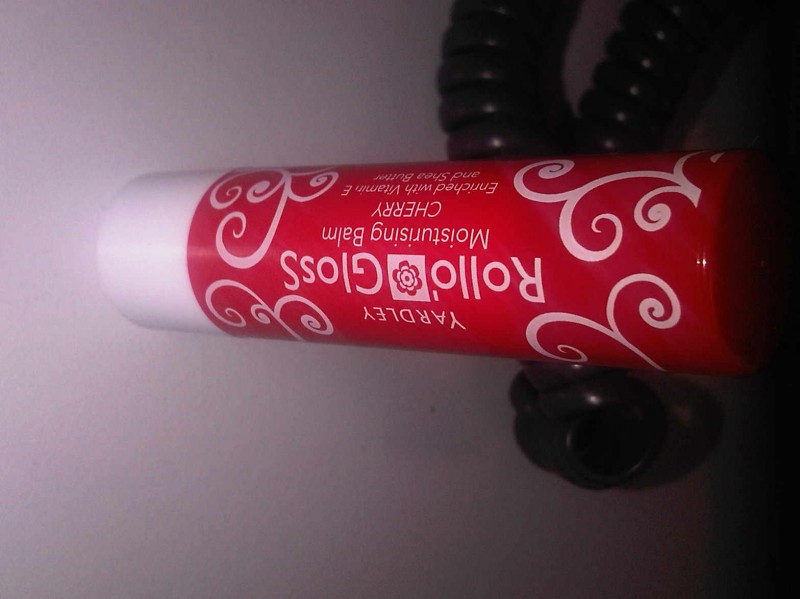 YARDLEY
Rollo Gloss
Moisturising Balm
CHERRY
Enriched with Vitamin E
and Shea Butter